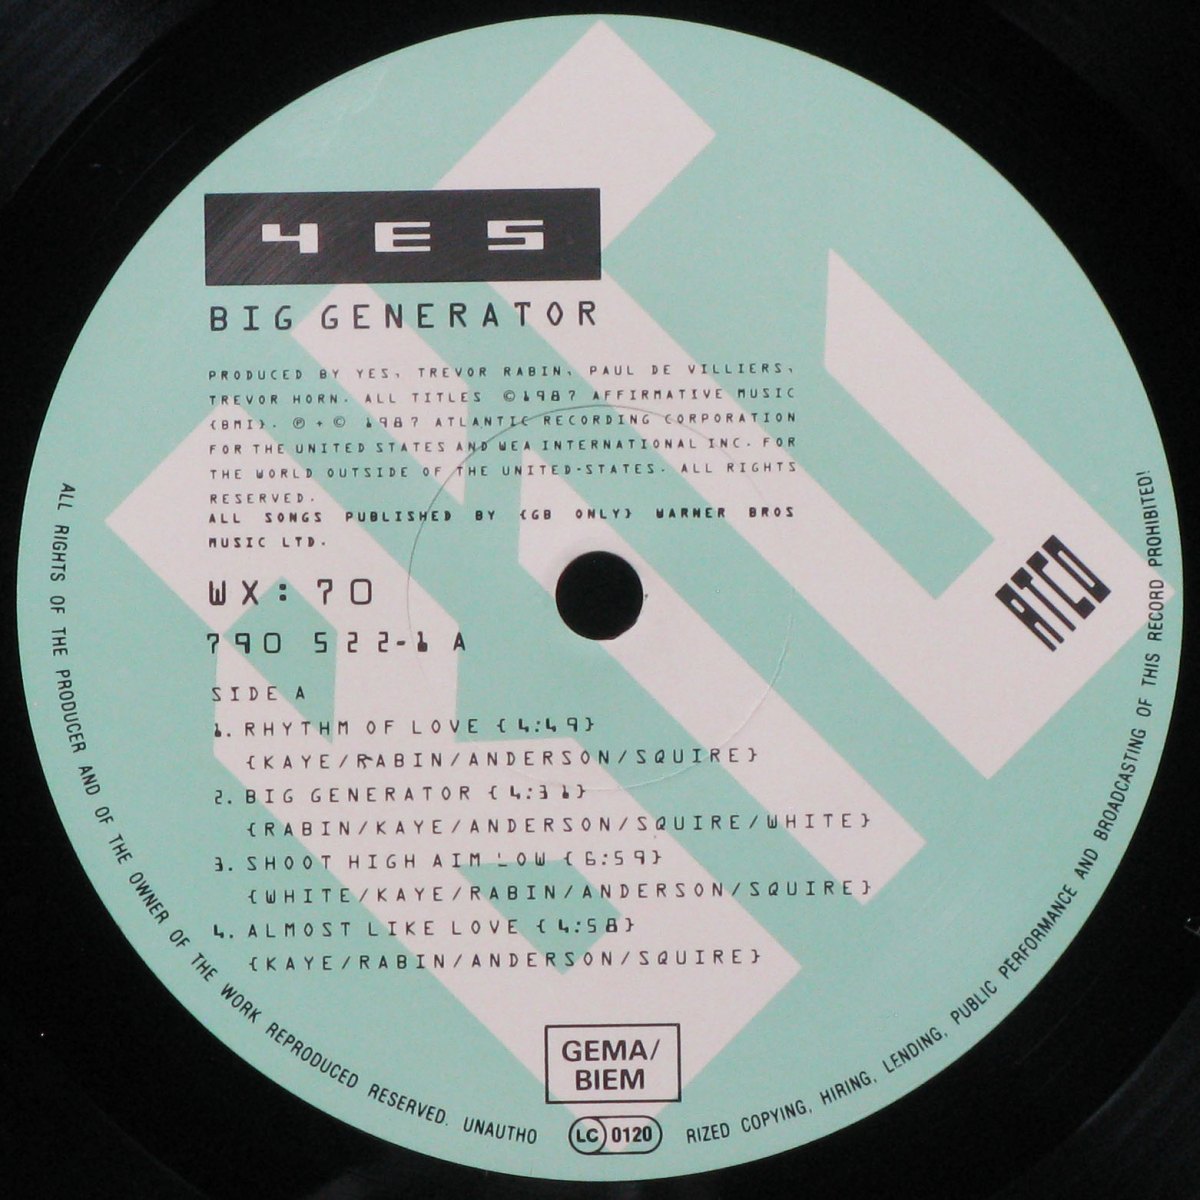 YES
BIG GENERATOR
PRODUCED BY YES, TREVOR RABIN, PAUL DE VILLIERS,
TREVOR HORN. ALL TITLES ©1987 AFFIRMATIVE MUSIC
{BMI}. ℗ + © 1987 ATLANTIC RECORDING CORPORATION
FOR THE UNITED STATES AND WEA INTERNATIONAL INC. FOR
THE WORLD OUTSIDE OF THE UNITED-STATES. ALL RIGHTS
RESERVED.
ALL SONGS PUBLISHED BY {GB ONLY} WARNER BROS
MUSIC LTD.
WX:70
790 522-1 A
SIDE A
1. RHYTHM OF LOVE {4:49}
{KAYE/RABIN/ANDERSON/SQUIRE}
2. BIG GENERATOR {4:31}
{RABIN/KAYE/ANDERSON/SQUIRE/WHITE}
3. SHOOT HIGH AIM LOW {6:59}
{WHITE/KAYE/RABIN/ANDERSON/SQUIRE}
4. ALMOST LIKE LOVE {4:58}
{KAYE/RABIN/ANDERSON/SQUIRE}
ATCO
GEMA/
BIEM
LC 0120
ALL RIGHTS OF THE PRODUCER AND OF THE OWNER OF THE WORK REPRODUCED RESERVED. UNAUTHO
RIZED COPYING, HIRING, LENDING, PUBLIC PERFORMANCE AND BROADCASTING OF THIS RECORD PROHIBITED!